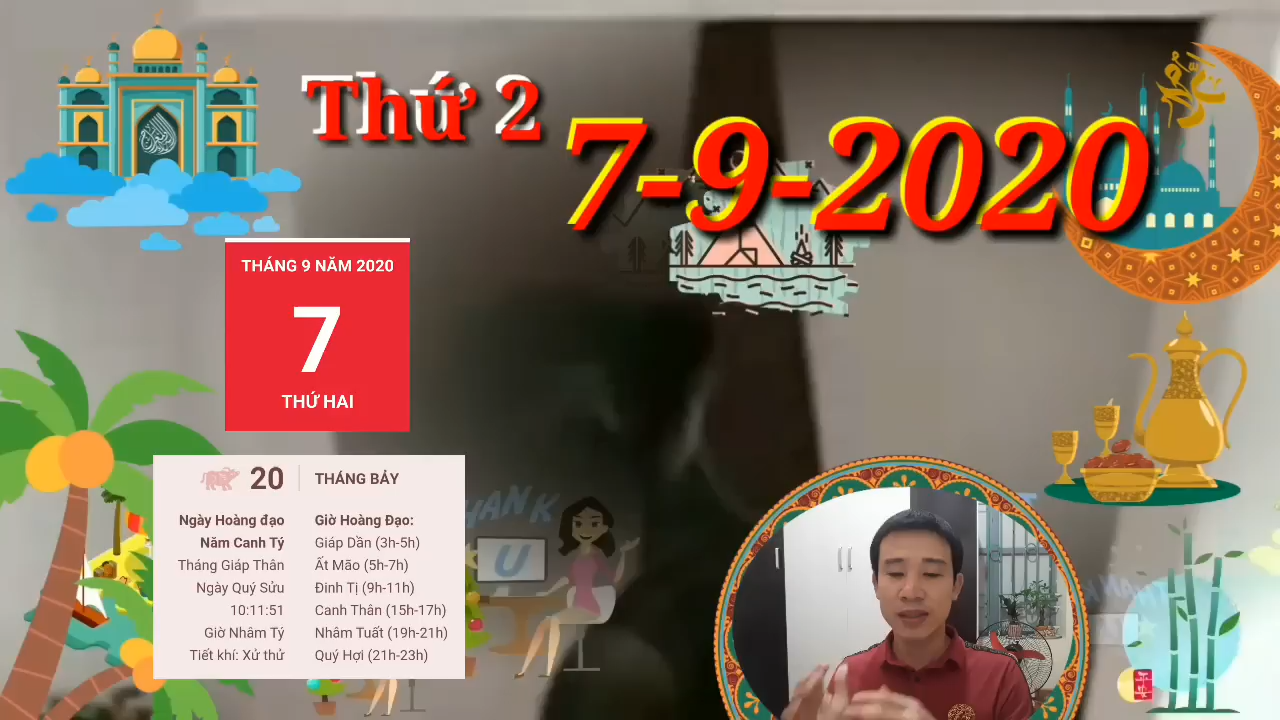 Thứ 2
7-9-2020
THÁNG 9 NĂM 2020
7
THỨ HAI
20
THÁNG BẢY
Ngày Hoàng đạo
Năm Canh Tý
Tháng Giáp Thân
Ngày Quý Sửu
10:11:51
Giờ Nhâm Tý
Tiết khí: Xử thử
Giờ Hoàng Đạo:
Giáp Dần (3h-5h)
Ất Mão (5h-7h)
Đinh Tị (9h-11h)
Canh Thân (15h-17h)
Nhâm Tuất (19h-21h)
Quý Hợi (21h-23h)
THANK
U